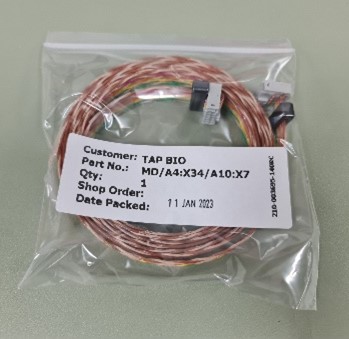 Customer: TAP BIO
Part No.: MD/A4:X34/A10:X7
Qty: 1
Shop Order:
Date Packed: 11 JAN 2023